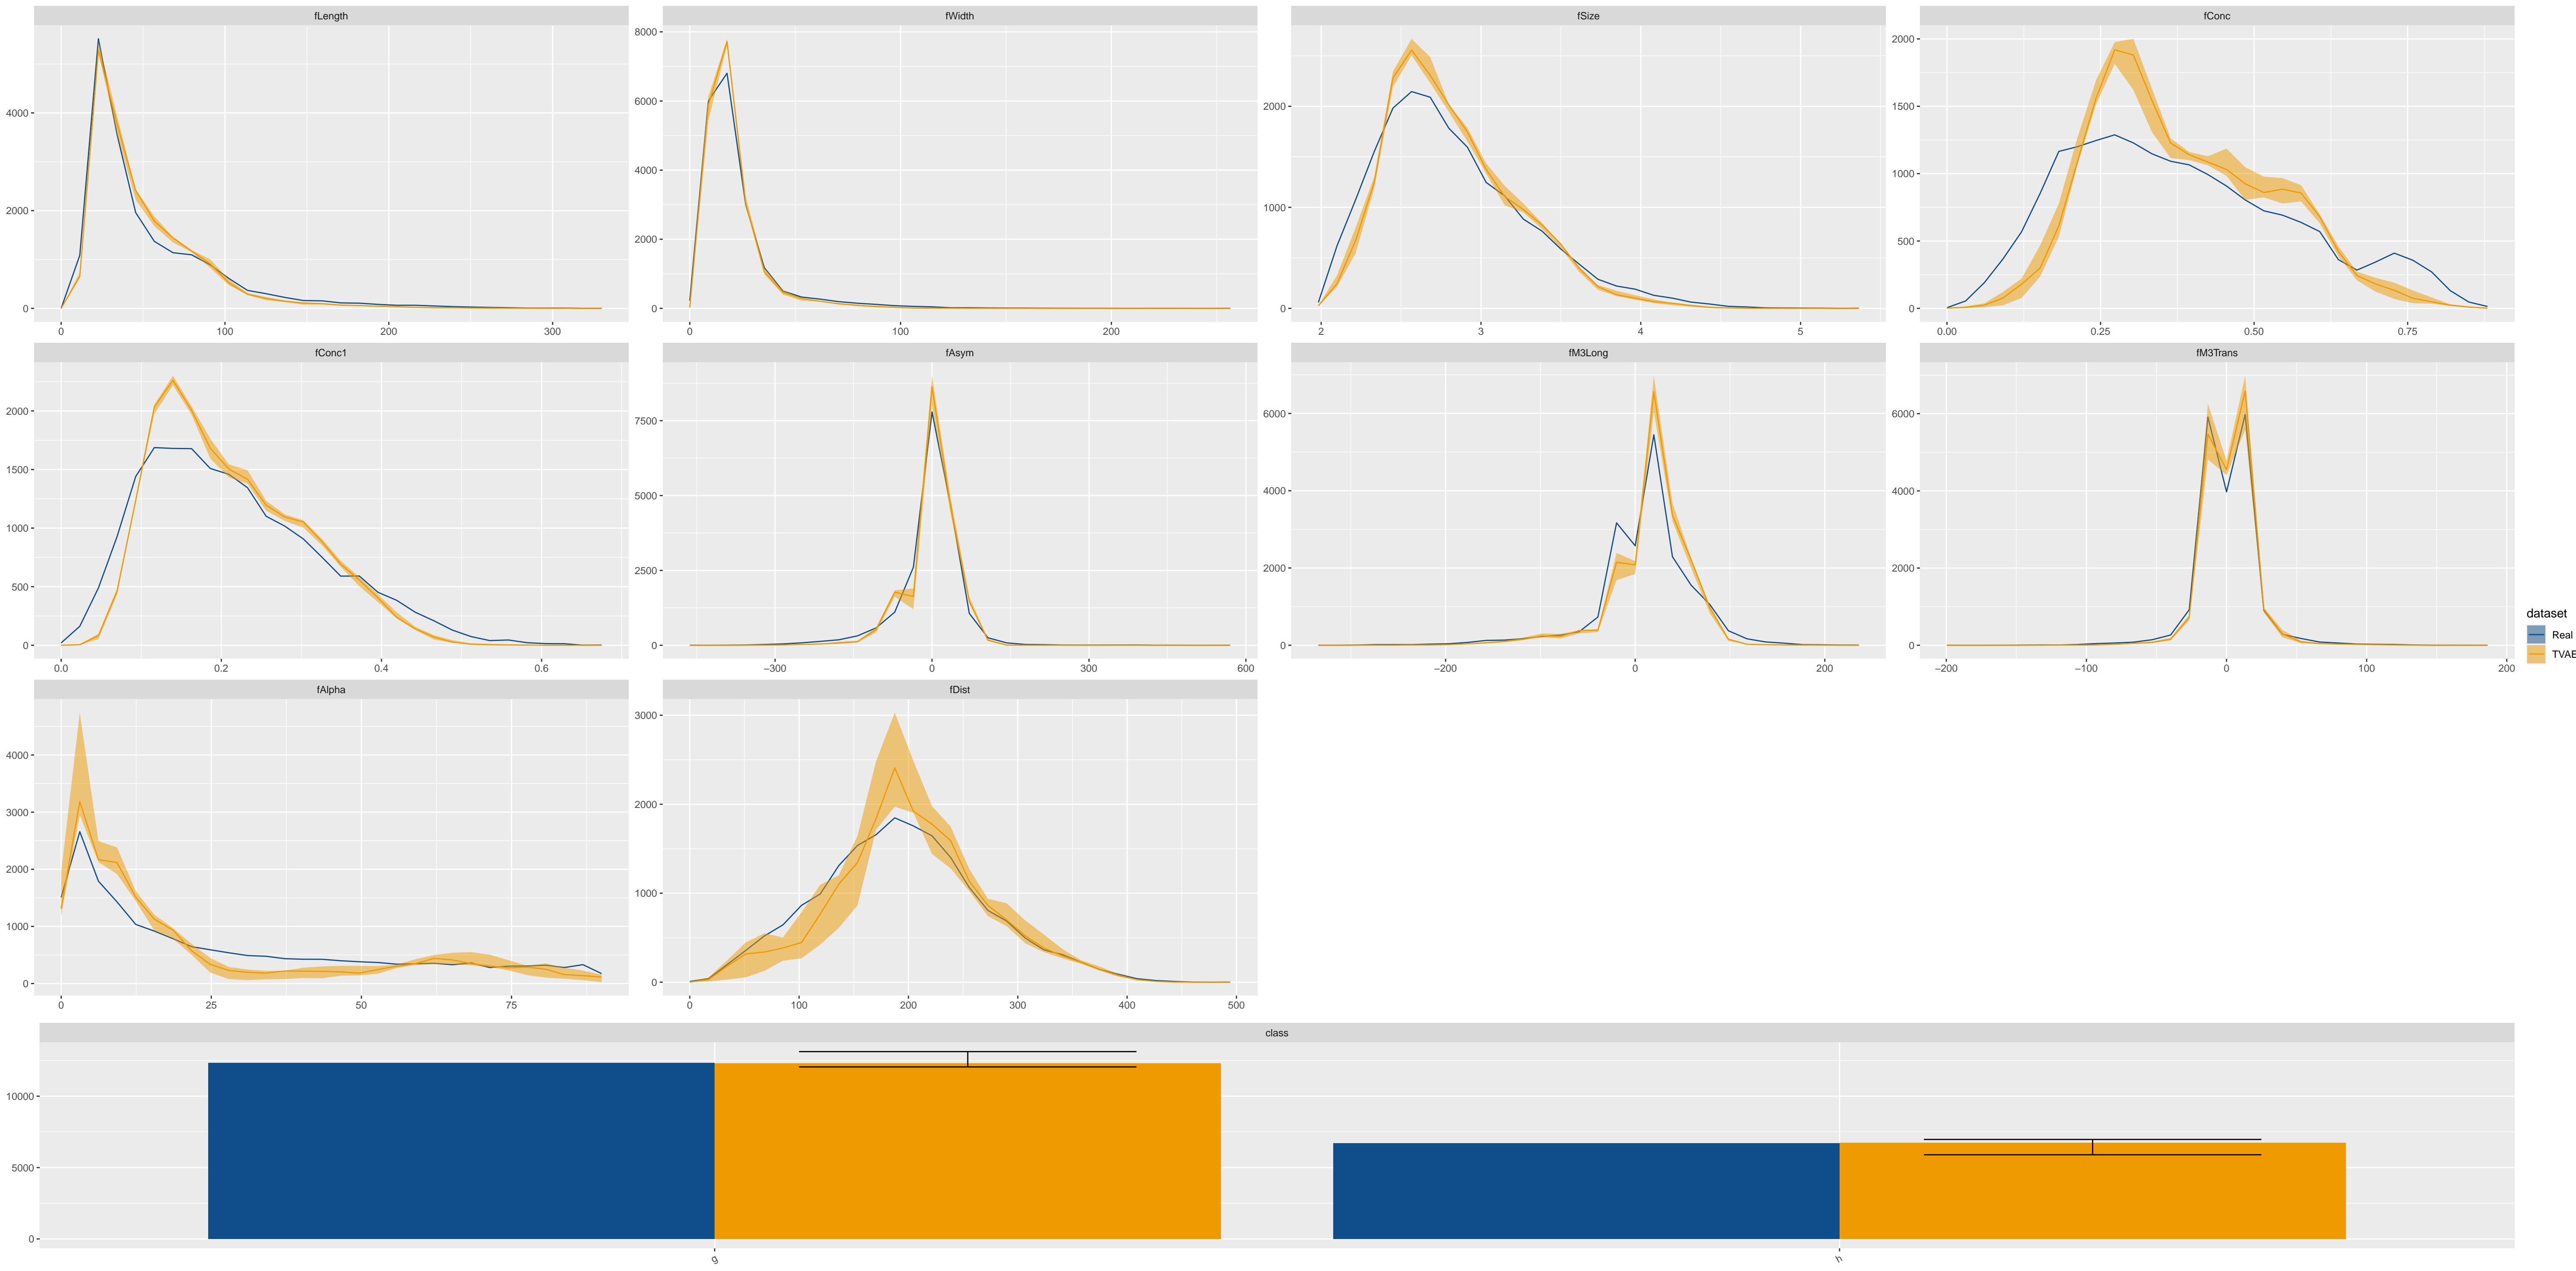 fLength
fWidth
fSize
fConc
4000
2000
0
0 100 200 300
8000
6000
4000
2000
0
0 100 200
2000
1000
0
2 3 4 5
2000
1500
1000
500
0
0.00 0.25 0.50 0.75
fConc1
fAsym
fM3Long
fM3Trans
2000
1500
1000
500
0
0.0 0.2 0.4 0.6
7500
5000
2500
0
−300 0 300 600
6000
4000
2000
0
−200 0 200
6000
4000
2000
0
−200 −100 0 100 200
dataset
Real
TVAE
fAlpha
fDist
4000
3000
2000
1000
0
0 25 50 75
3000
2000
1000
0
0 100 200 300 400 500
class
10000
5000
0
g
h